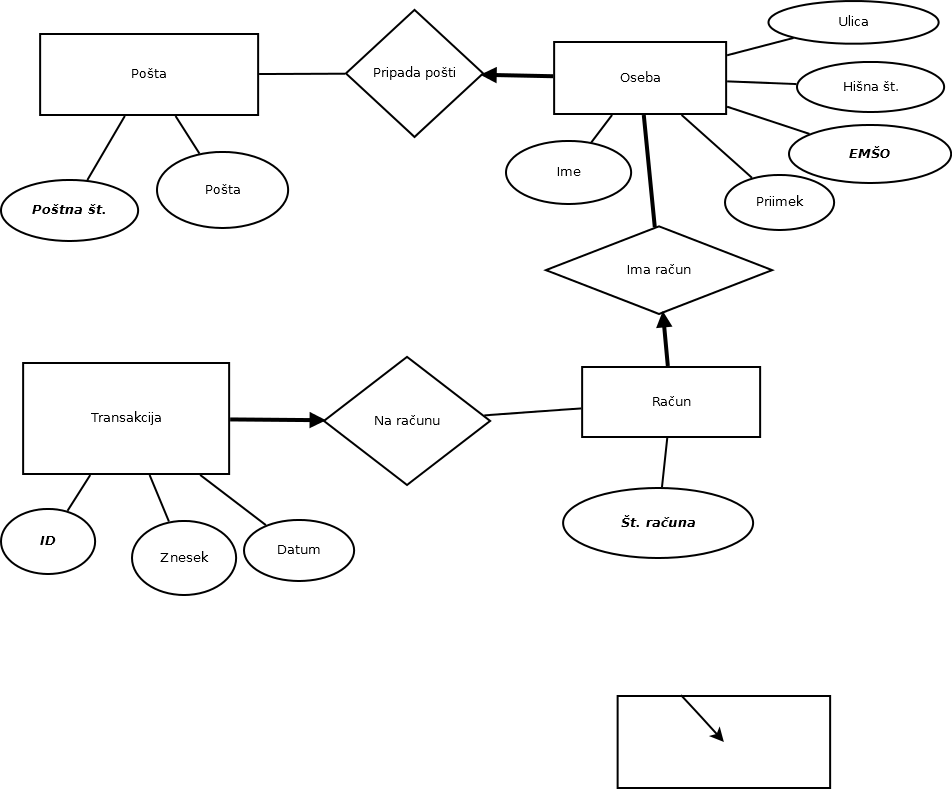 Ulica
Pošta
Pripada pošti
Oseba
Hišna št.
EMŠO
Ime
Pošta
Poštna št.
Priimek
Ima račun
Račun
Transakcija
Na računu
Št. računa
ID
Znesek
Datum